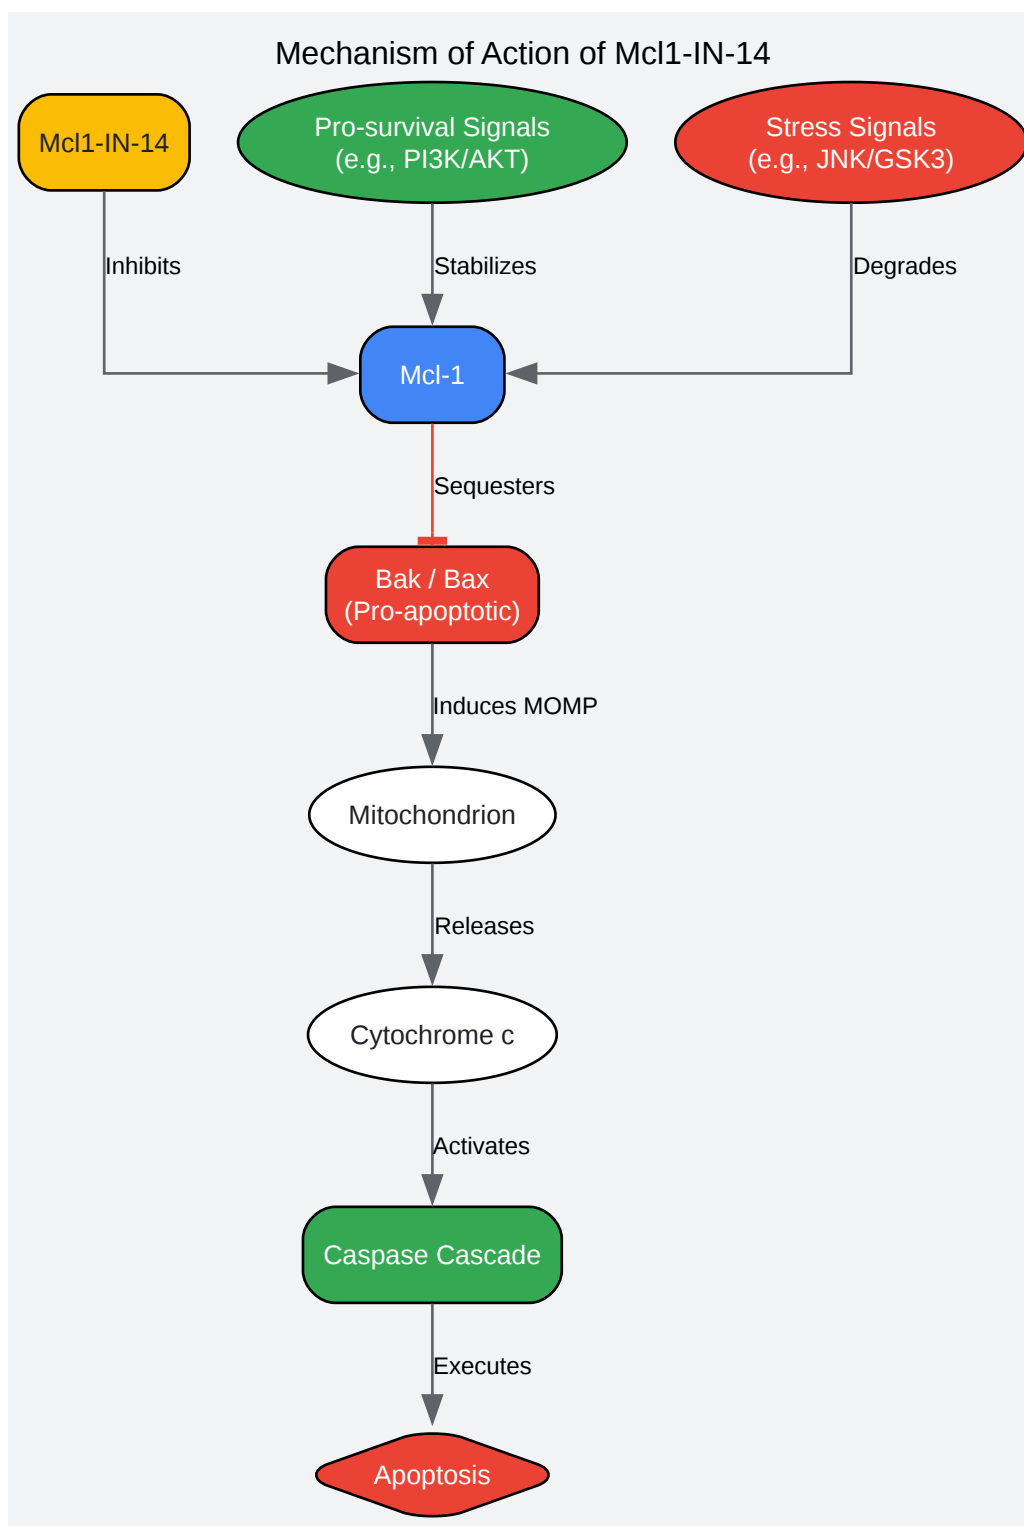 Mechanism of Action of Mcl1-IN-14
Mcl1-IN-14
Pro-survival Signals
(e.g., PI3K/AKT)
Stress Signals
(e.g., JNK/GSK3)
Inhibits
Stabilizes
Degrades
Mcl-1
Sequesters
Bak / Bax
(Pro-apoptotic)
Induces MOMP
Mitochondrion
Releases
Cytochrome c
Activates
Caspase Cascade
Executes
Apoptosis